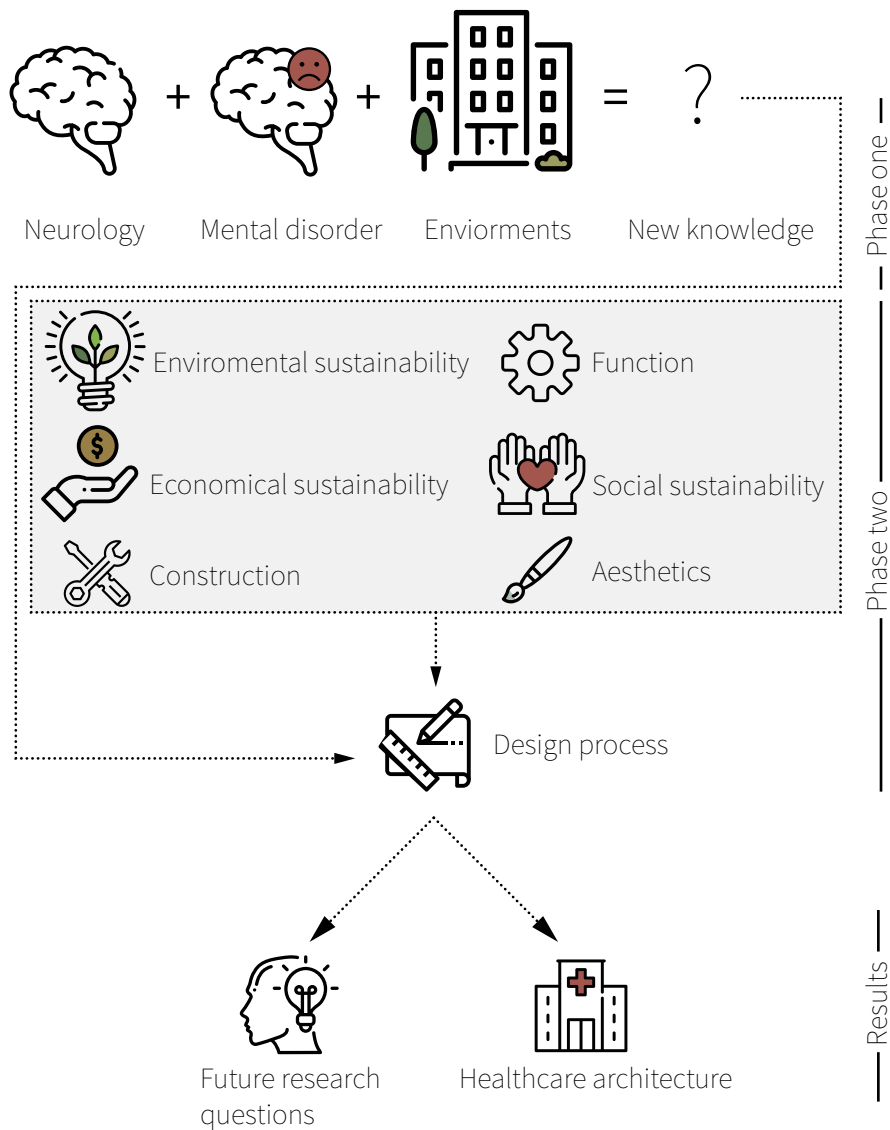 + + = ?
Neurology Mental disorder Enviorments New knowledge
Phase one
Enviromental sustainability Function
$
Economical sustainability Social sustainability
Construction Aesthetics
Phase two
Design process
Future research
questions
Healthcare architecture
Results